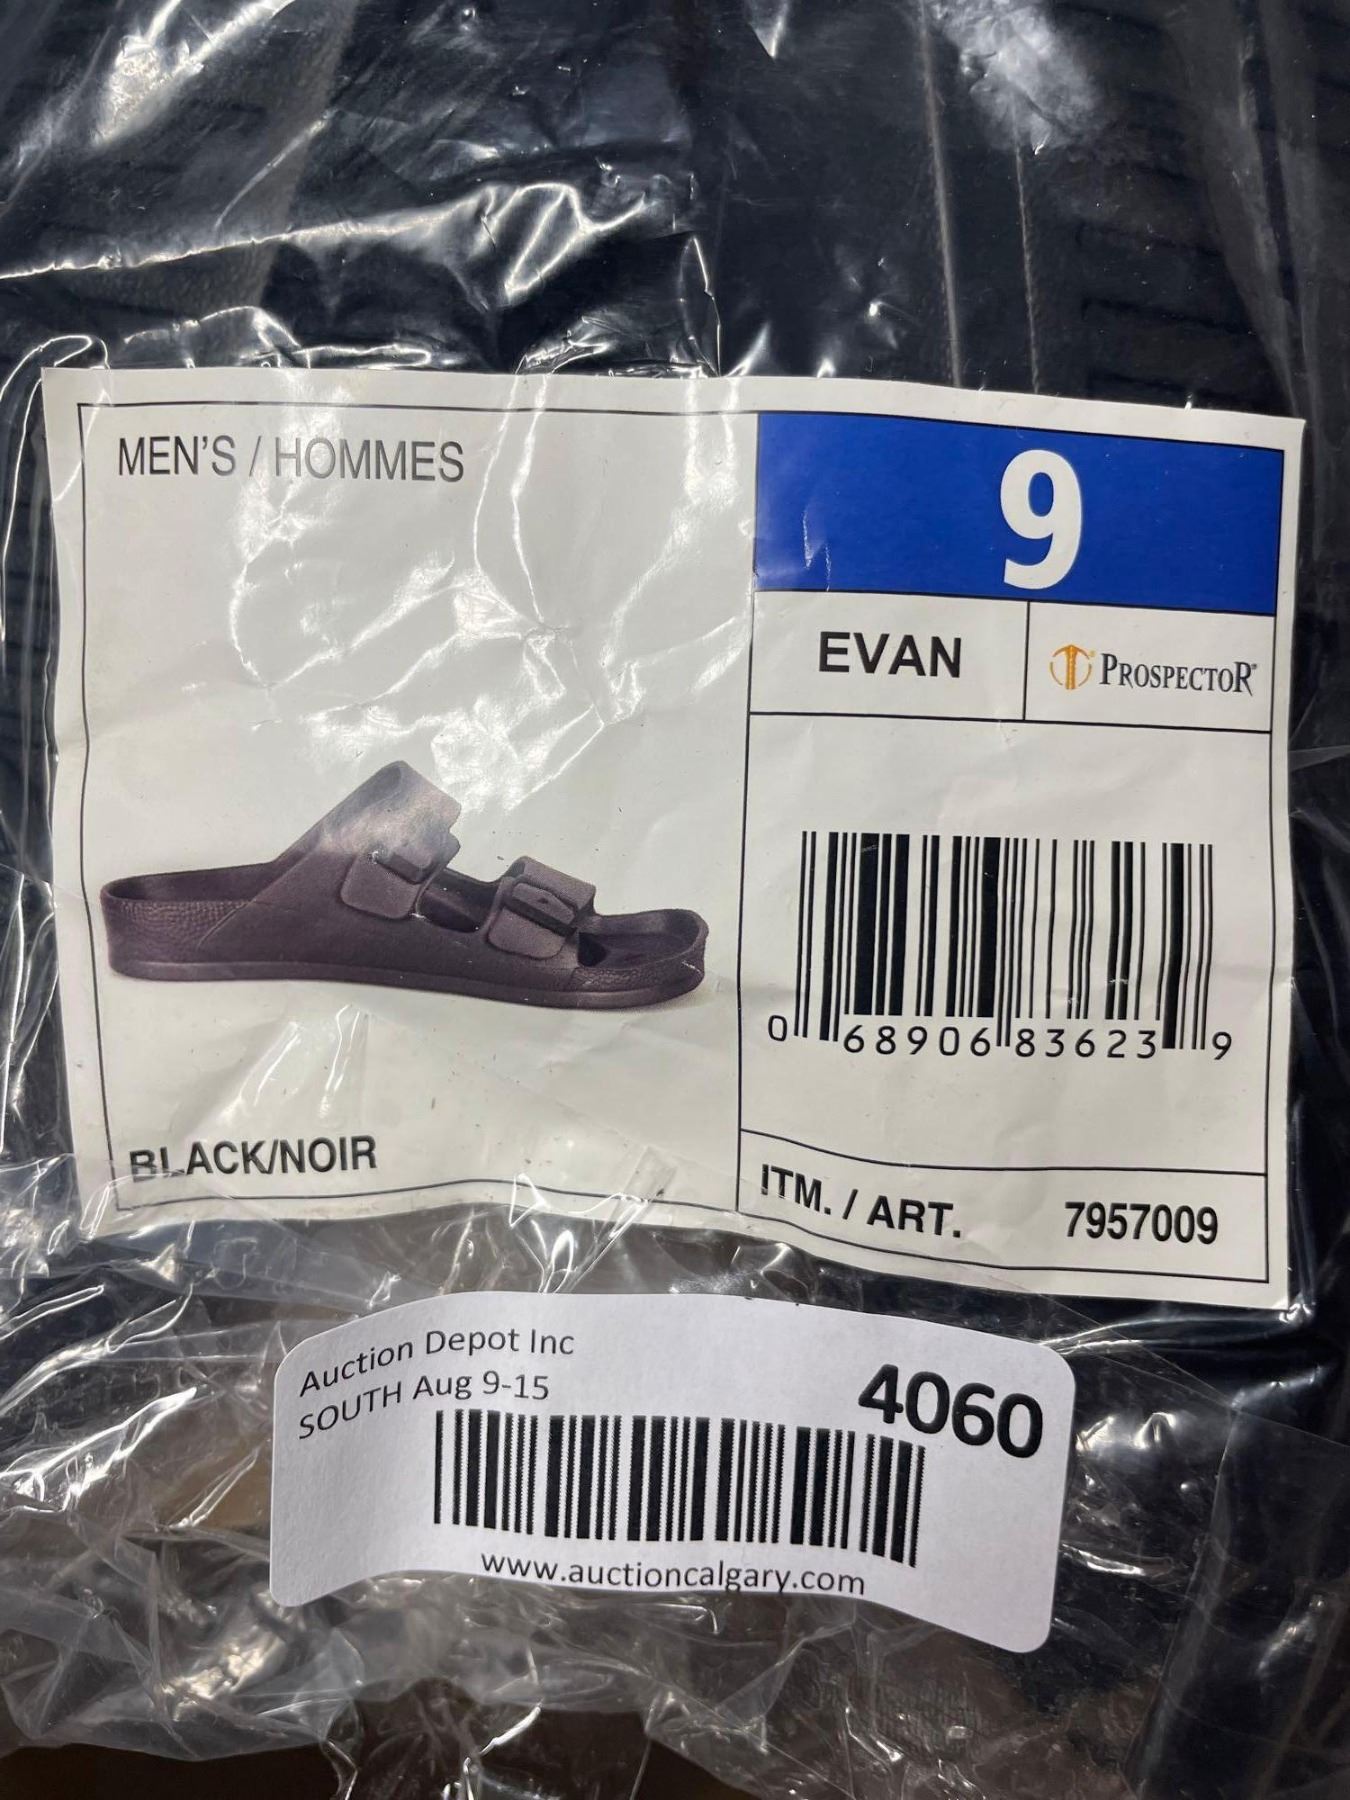 MEN'S / HOMMES
9
EVAN
PROSPECTOR®
0 68906 83623 9
BLACK/NOIR
ITM. / ART. 7957009
Auction Depot Inc
SOUTH Aug 9-15
4060
www.auctioncalgary.com